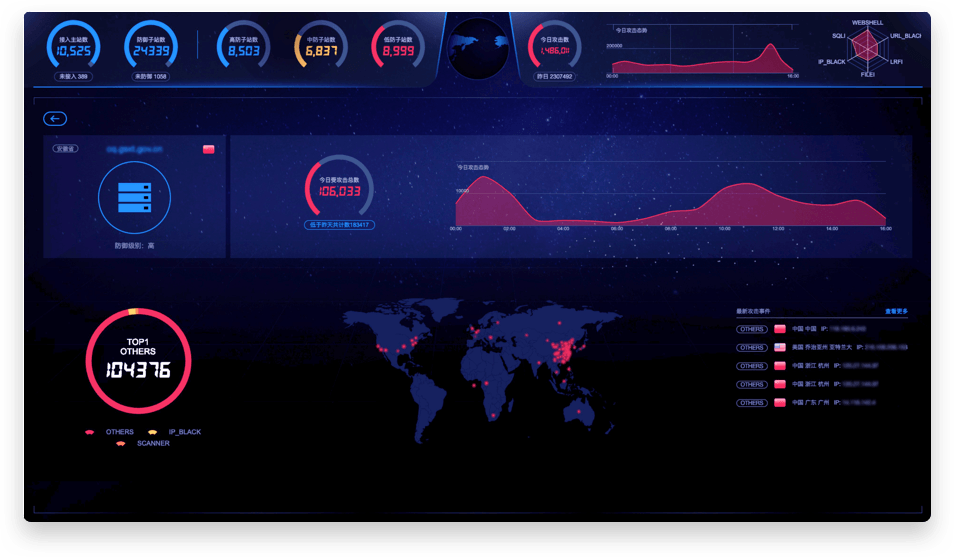 接入主站数
10,525
未接入 389
防御子站数
24339
未防御 1058
高防子站数
8,503
中防子站数
6,837
低防子站数
8,999
今日攻击数
1,486,011
昨日 2307492
今日攻击态势
200000
00:00
16:00
WEBSHELL
SQLI
URL_BLACK
IP_BLACK
LRFI
FILEI
安徽省
防御级别：高
今日受攻击总数
106,033
低于昨天共计数183417
今日攻击态势
10000
00:00 02:00 04:00 06:00 08:00 10:00 12:00 14:00 16:00
TOP1
OTHERS
104376
OTHERS
IP_BLACK
SCANNER
最新攻击事件
查看更多
OTHERS 中国 中国 IP:
OTHERS 美国 乔治亚州 亚特兰大 IP:
OTHERS 中国 浙江 杭州 IP:
OTHERS 中国 浙江 杭州 IP:
OTHERS 中国 广东 广州 IP: